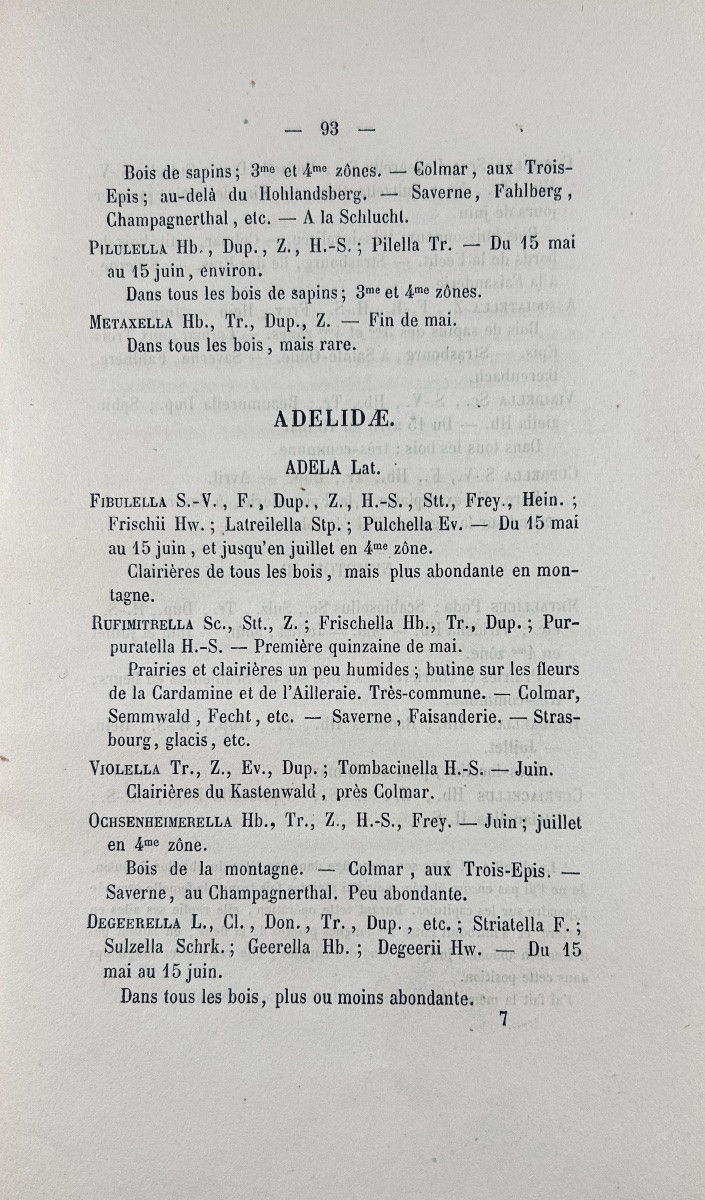 — 93 —
Bois de sapins; 3me et 4me zônes. — Colmar, aux Trois-
Epis; au-delà du Hohlandsberg. — Saverne, Fahlberg,
Champagnerthal, etc. — A la Schlucht.
PILULELLA Hb., Dup., Z., H.-S.; Pilella Tr. — Du 15 mai
au 15 juin, environ.
Dans tous les bois de sapins; 3me et 4me zônes.
METAXELLA Hb., Tr., Dup., Z. — Fin de mai.
Dans tous les bois, mais rare.
ADELIDÆ.
ADELA Lat.
FIBULELLA S.-V., F., Dup., Z., H.-S., Stt., Frey., Hein.;
Frischii Hw.; Latreilella Stp.; Pulchella Ev. — Du 15 mai
au 15 juin, et jusqu'en juillet en 4me zône.
Clairières de tous les bois, mais plus abondante en mon-
tagne.
RUFIMITRELLA Sc., Stt., Z.; Frischella Hb., Tr., Dup.; Pur-
puratella H.-S. — Première quinzaine de mai.
Prairies et clairières un peu humides; butine sur les fleurs
de la Cardamine et de l'Ailleraie. Très-commune. — Colmar,
Semmwald, Fecht, etc. — Saverne, Faisanderie. — Stras-
bourg, glacis, etc.
VIOLELLA Tr., Z., Ev., Dup.; Tombacinella H.-S. — Juin.
Clairières du Kastenwald, près Colmar.
OCHSENHEIMERELLA Hb., Tr., Z., H.-S., Frey. — Juin; juillet
en 4me zône.
Bois de la montagne. — Colmar, aux Trois-Epis. —
Saverne, au Champagnerthal. Peu abondante.
DEGEERELLA L., Cl., Don., Tr., Dup., etc.; Striatella F.;
Sulzella Schrk.; Geerella Hb.; Degeerii Hw. — Du 15
mai au 15 juin.
Dans tous les bois, plus ou moins abondante.
7